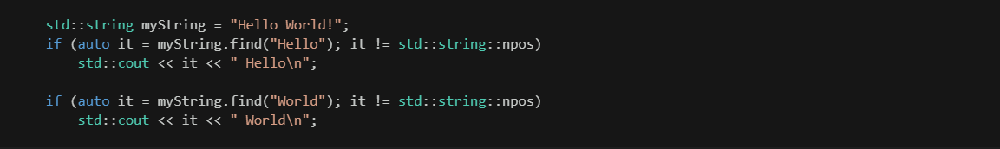 std::string myString = "Hello World!";
if (auto it = myString.find("Hello"); it != std::string::npos)
    std::cout << it << " Hello\n";

if (auto it = myString.find("World"); it != std::string::npos)
    std::cout << it << " World\n";